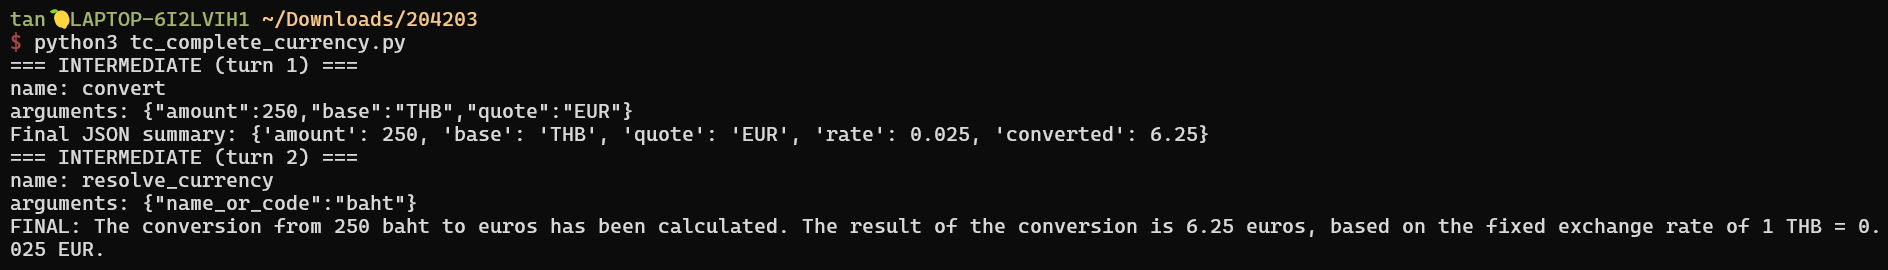 tan🍋LAPTOP-6I2LVIH1 ~/Downloads/204203
$ python3 tc_complete_currency.py
=== INTERMEDIATE (turn 1) ===
name: convert
arguments: {"amount":250,"base":"THB","quote":"EUR"}
Final JSON summary: {'amount': 250, 'base': 'THB', 'quote': 'EUR', 'rate': 0.025, 'converted': 6.25}
=== INTERMEDIATE (turn 2) ===
name: resolve_currency
arguments: {"name_or_code":"baht"}
FINAL: The conversion from 250 baht to euros has been calculated. The result of the conversion is 6.25 euros, based on the fixed exchange rate of 1 THB = 0.
025 EUR.